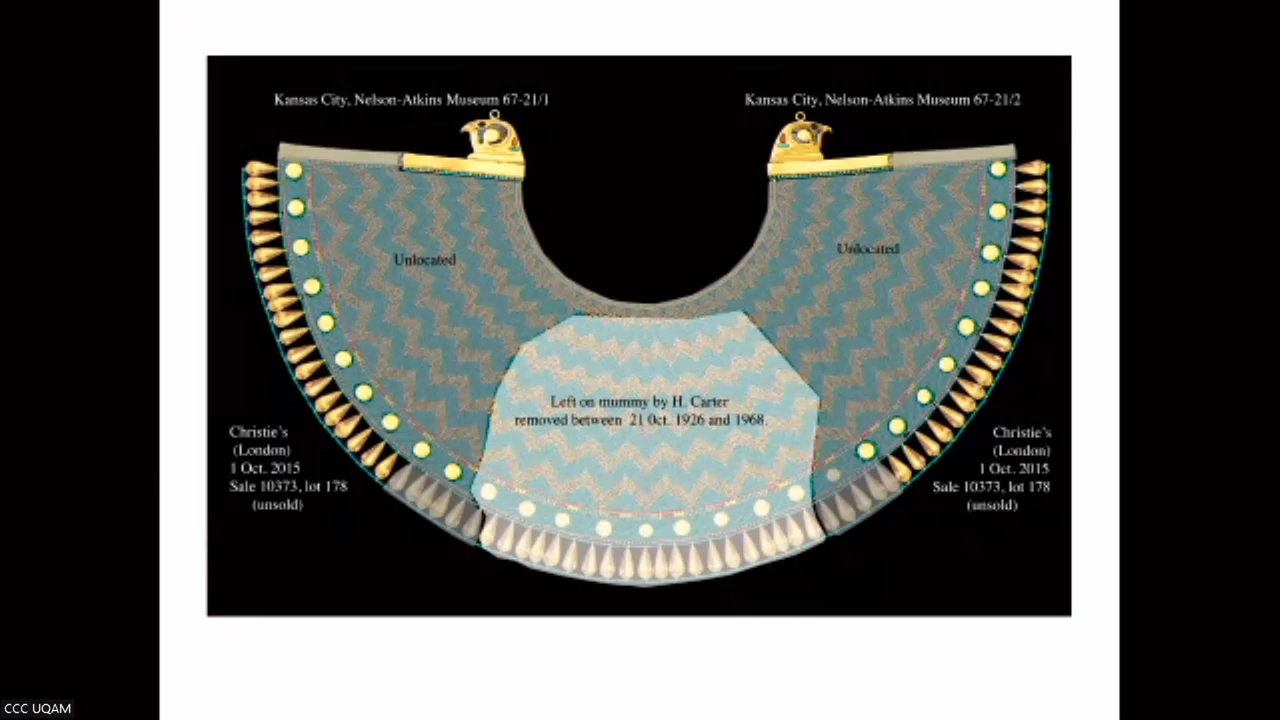 Kansas City, Nelson-Atkins Museum 67-21/1
Kansas City, Nelson-Atkins Museum 67-21/2
Unlocated
Unlocated
Left on mummy by H. Carter
removed between 21 0ct. 1926 and 1968.
Christie's
(London)
1 Oct. 2015
Sale 10373, lot 178
(unsold)
Christie's
(London)
1 Oct. 2015
Sale 10373, lot 178
(unsold)
CCC UQAM